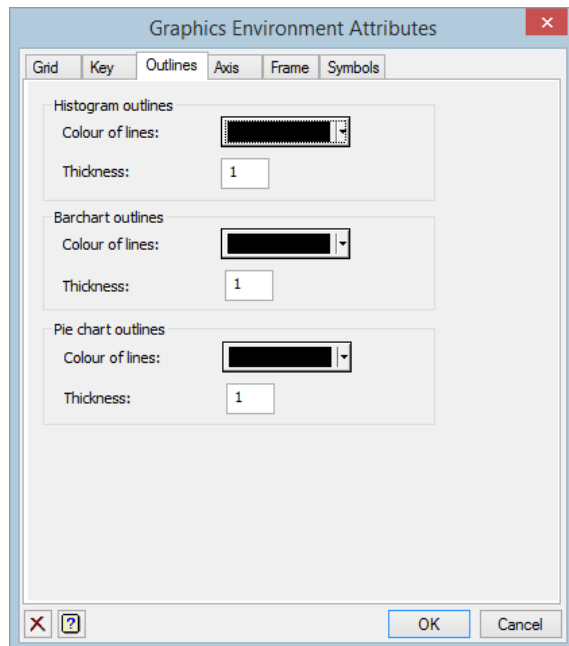 Graphics Environment Attributes
Grid Key Outlines Axis Frame Symbols
Histogram outlines
Colour of lines:
Thickness: 1
Barchart outlines
Colour of lines:
Thickness: 1
Pie chart outlines
Colour of lines:
Thickness: 1
? OK Cancel